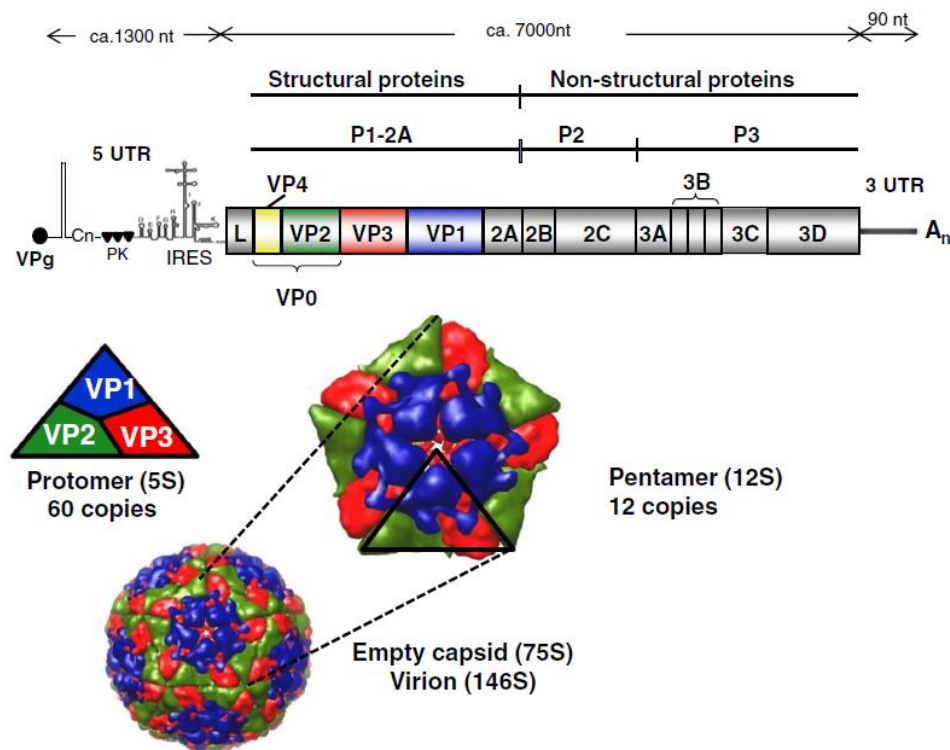 ca.1300 nt
ca. 7000nt
90 nt
Structural proteins
Non-structural proteins
P1-2A
P2
P3
5 UTR
VP4
3B
3 UTR
L
VP2
VP3
VP1
2A
2B
2C
3A
3C
3D
An
VPg
Cn
PK
IRES
VP0
VP1
VP2
VP3
Protomer (5S)
60 copies
Pentamer (12S)
12 copies
Empty capsid (75S)
Virion (146S)